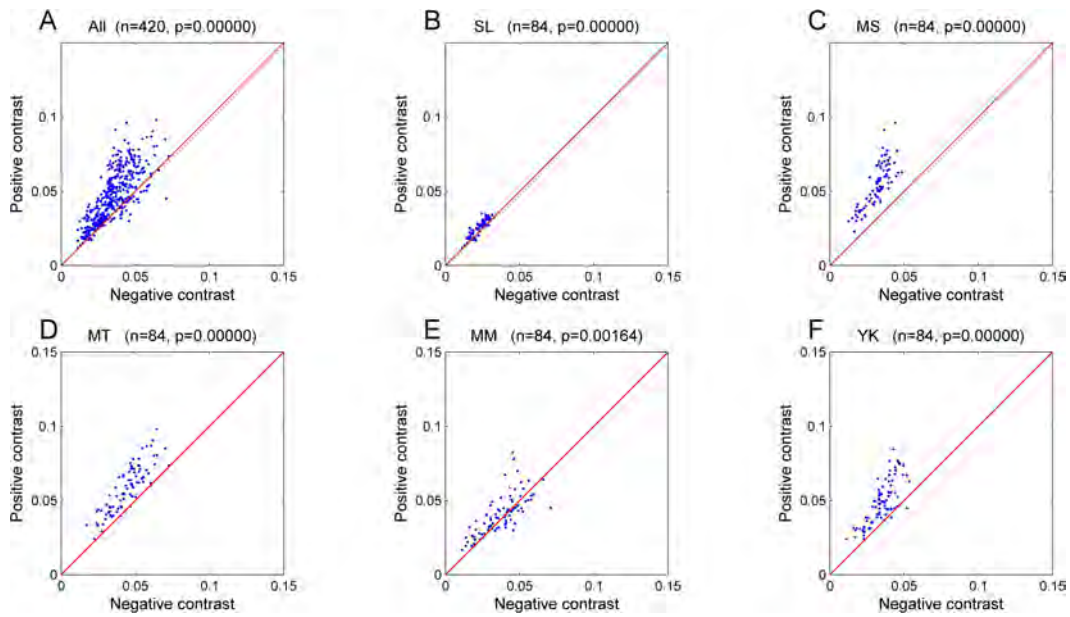 A All (n=420, p=0.00000)
Positive contrast
0.1
0.05
0
0 0.05 0.1 0.15
Negative contrast
B SL (n=84, p=0.00000)
Positive contrast
0.1
0.05
0
0 0.05 0.1 0.15
Negative contrast
C MS (n=84, p=0.00000)
Positive contrast
0.1
0.05
0
0 0.05 0.1 0.15
Negative contrast
D MT (n=84, p=0.00000)
Positive contrast
0.15
0.1
0.05
0
0 0.05 0.1 0.15
Negative contrast
E MM (n=84, p=0.00164)
Positive contrast
0.15
0.1
0.05
0
0 0.05 0.1 0.15
Negative contrast
F YK (n=84, p=0.00000)
Positive contrast
0.15
0.1
0.05
0
0 0.05 0.1 0.15
Negative contrast